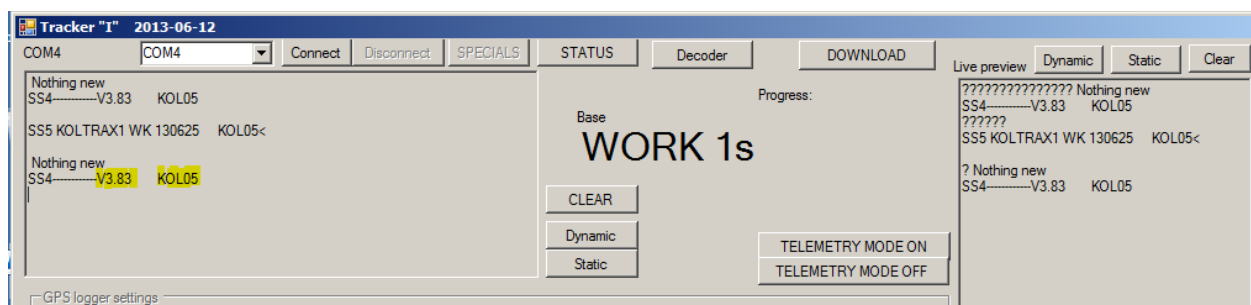 Tracker "I" 2013-06-12
COM4 COM4 Connect Disconnect SPECIALS STATUS Decoder DOWNLOAD Live preview Dynamic Static Clear
Nothing new
SS4------------V3.83 KOL05
SS5 KOLTRAX1 WK 130625 KOL05<
Nothing new
SS4------------V3.83 KOL05
Progress:
Base
WORK 1s
CLEAR
Dynamic
Static
TELEMETRY MODE ON
TELEMETRY MODE OFF
??????????????? Nothing new
SS4------------V3.83 KOL05
??????
SS5 KOLTRAX1 WK 130625 KOL05<
? Nothing new
SS4------------V3.83 KOL05
GPS logger settings